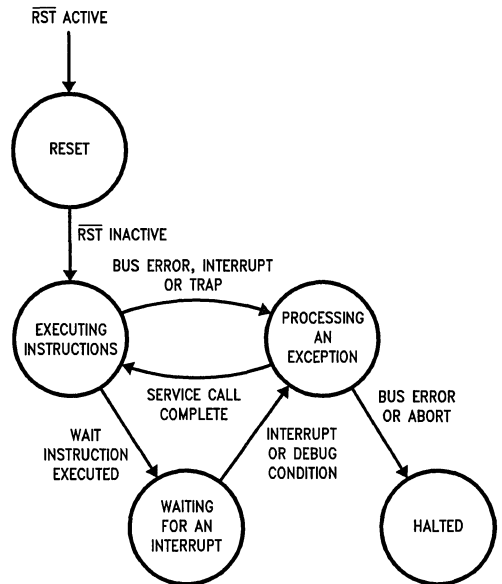 RST ACTIVE
RESET
RST INACTIVE
BUS ERROR, INTERRUPT
OR TRAP
EXECUTING
INSTRUCTIONS
PROCESSING
AN
EXCEPTION
SERVICE CALL
COMPLETE
BUS ERROR
OR ABORT
WAIT
INSTRUCTION
EXECUTED
INTERRUPT
OR DEBUG
CONDITION
WAITING
FOR AN
INTERRUPT
HALTED